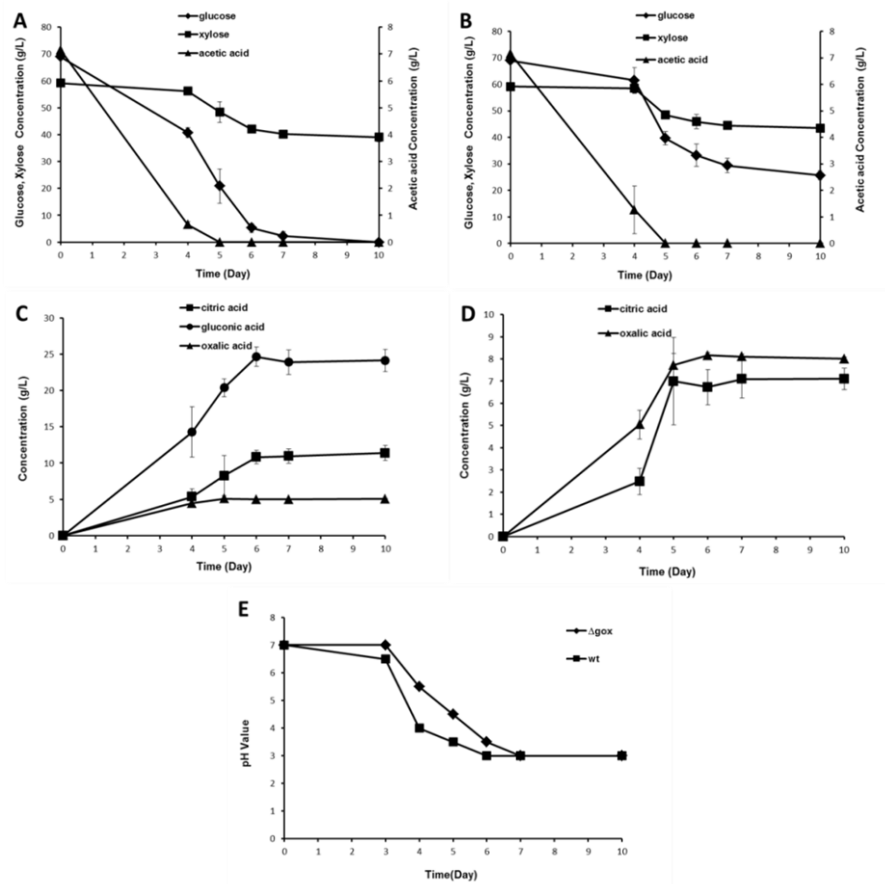 A
glucose
xylose
acetic acid
Glucose, Xylose Concentration (g/L)
80
70
60
50
40
30
20
10
0
8
7
6
5
4
3
2
1
0
Acetic acid Concentration (g/L)
0 1 2 3 4 5 6 7 8 9 10
Time (Day)
B
glucose
xylose
acetic acid
Glucose, Xylose Concentration (g/L)
80
70
60
50
40
30
20
10
0
8
7
6
5
4
3
2
1
0
Acetic acid Concentration (g/L)
0 1 2 3 4 5 6 7 8 9 10
Time (Day)
C
citric acid
gluconic acid
oxalic acid
Concentration (g/L)
30
25
20
15
10
5
0
0 1 2 3 4 5 6 7 8 9 10
Time (Day)
D
citric acid
oxalic acid
Concentration (g/L)
10
9
8
7
6
5
4
3
2
1
0
0 1 2 3 4 5 6 7 8 9 10
Time (Day)
E
Δgox
wt
pH Value
8
7
6
5
4
3
2
1
0
0 1 2 3 4 5 6 7 8 9 10
Time(Day)